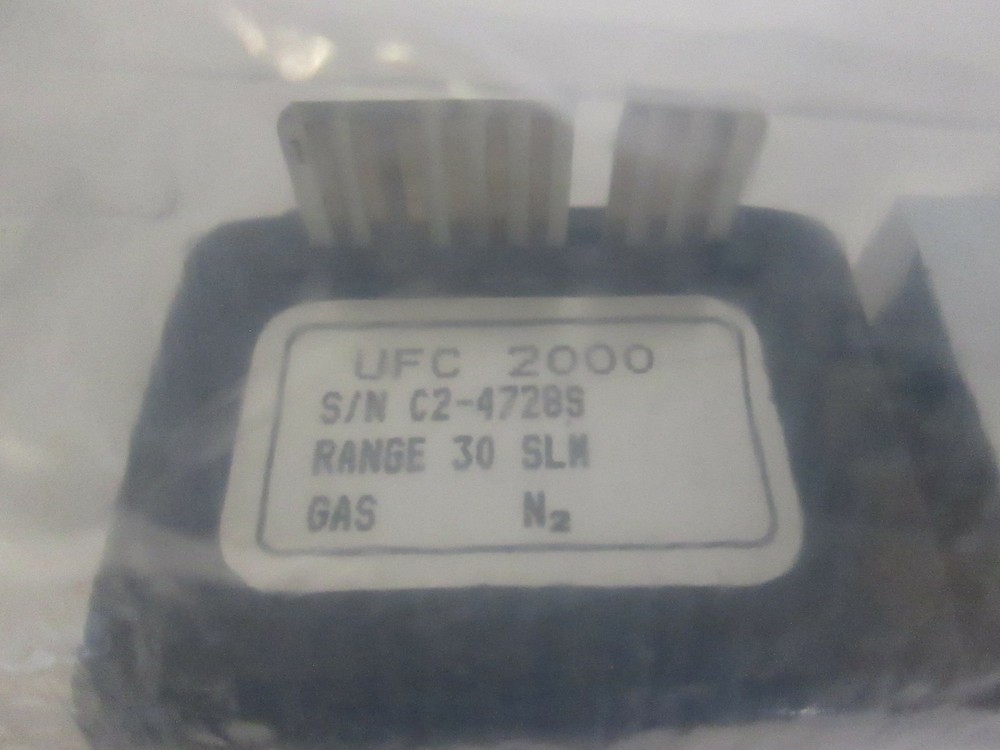 UFC 2000
S/N C2-47289
RANGE 30 SLM
GAS N₂